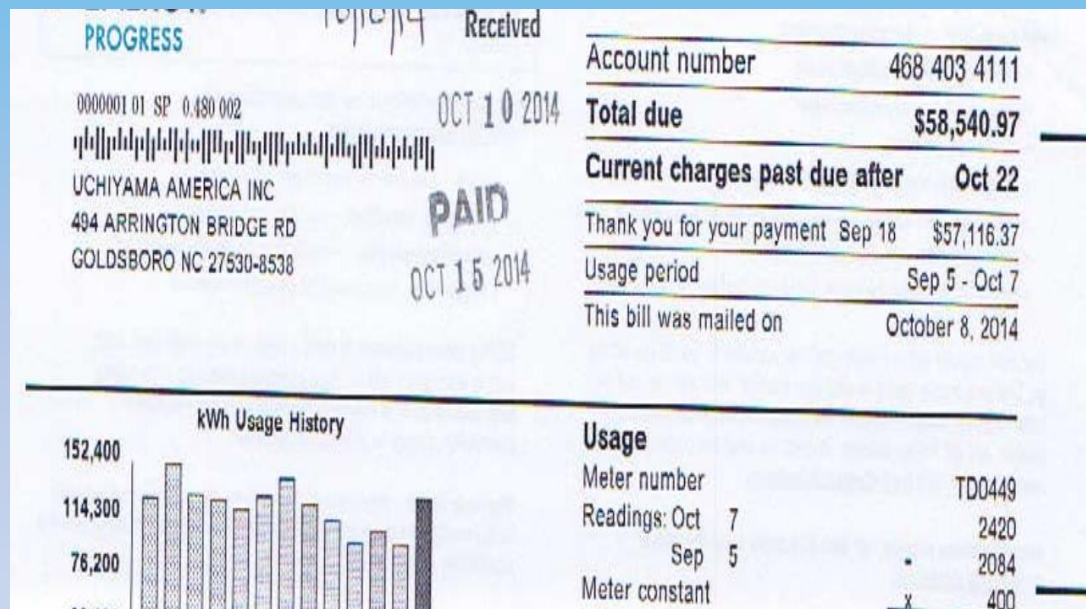 PROGRESS
10/10/14
Received
0000001 01 SP 0.480 002
OCT 10 2014
UCHIYAMA AMERICA INC
494 ARRINGTON BRIDGE RD
GOLDSBORO NC 27530-8538
PAID
OCT 15 2014
Account number 468 403 4111
Total due $58,540.97
Current charges past due after Oct 22
Thank you for your payment Sep 18 $57,116.37
Usage period Sep 5 - Oct 7
This bill was mailed on October 8, 2014
kWh Usage History
152,400
114,300
76,200
Usage
Meter number TD0449
Readings: Oct 7 2420
Sep 5 - 2084
Meter constant x 400